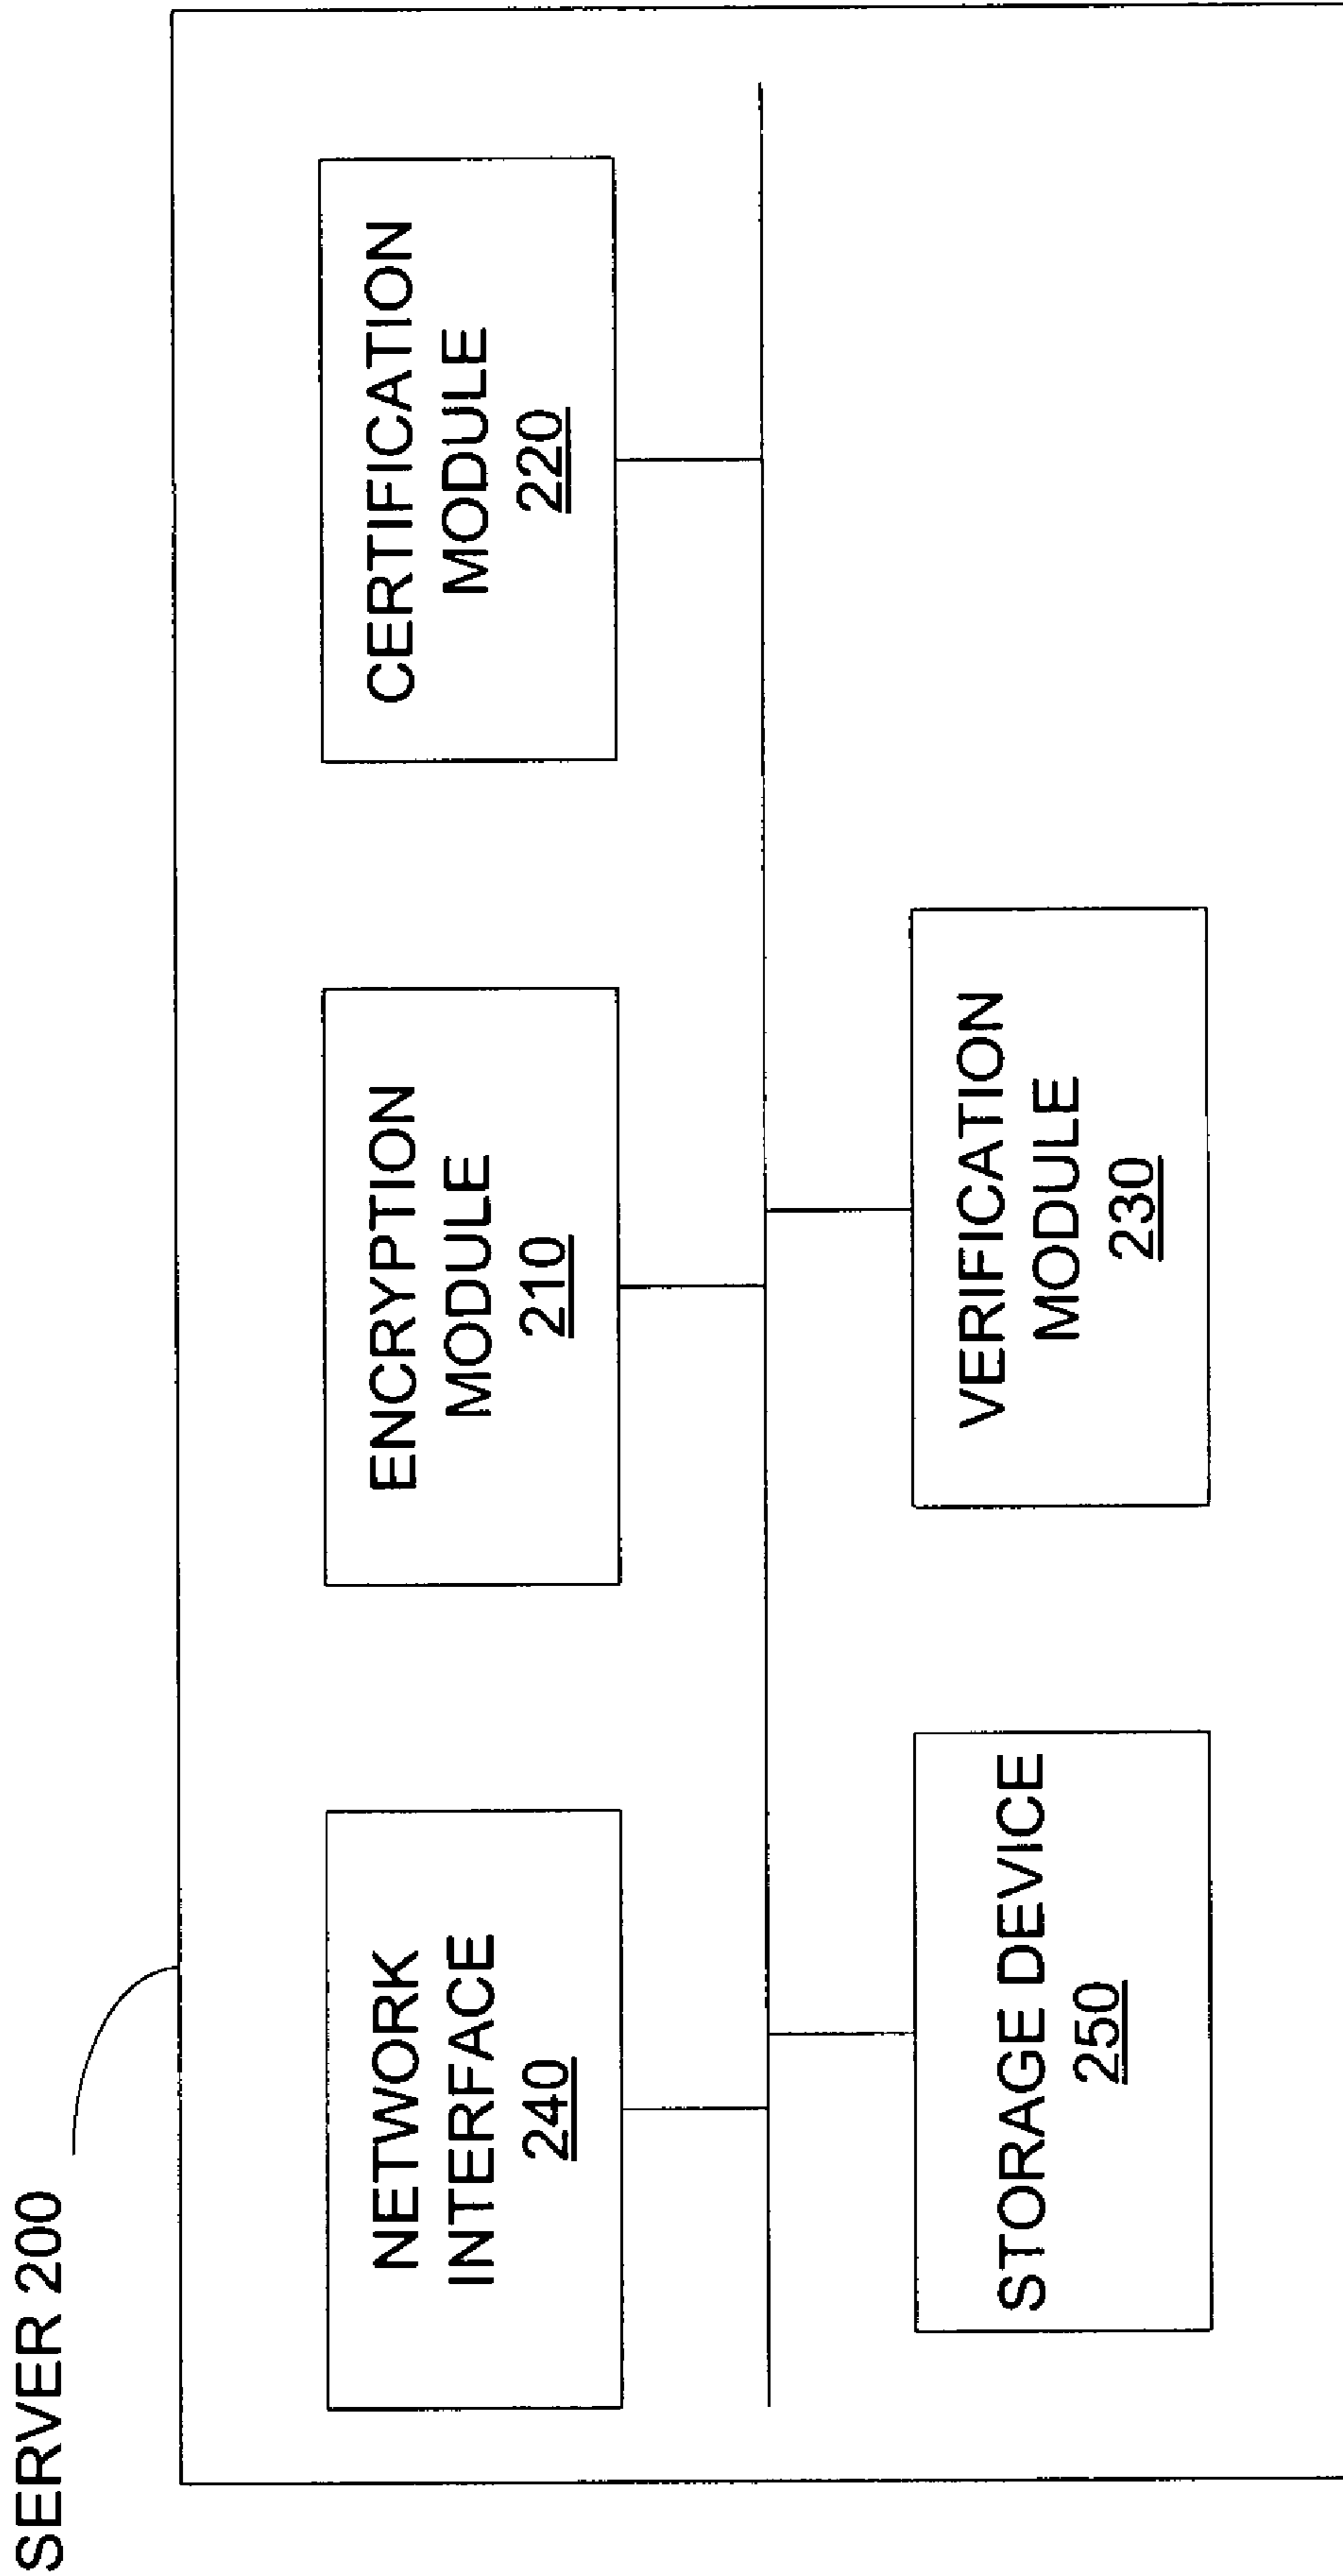 SERVER 200
NETWORK
INTERFACE
240
ENCRYPTION
MODULE
210
CERTIFICATION
MODULE
220
STORAGE DEVICE
250
VERIFICATION
MODULE
230